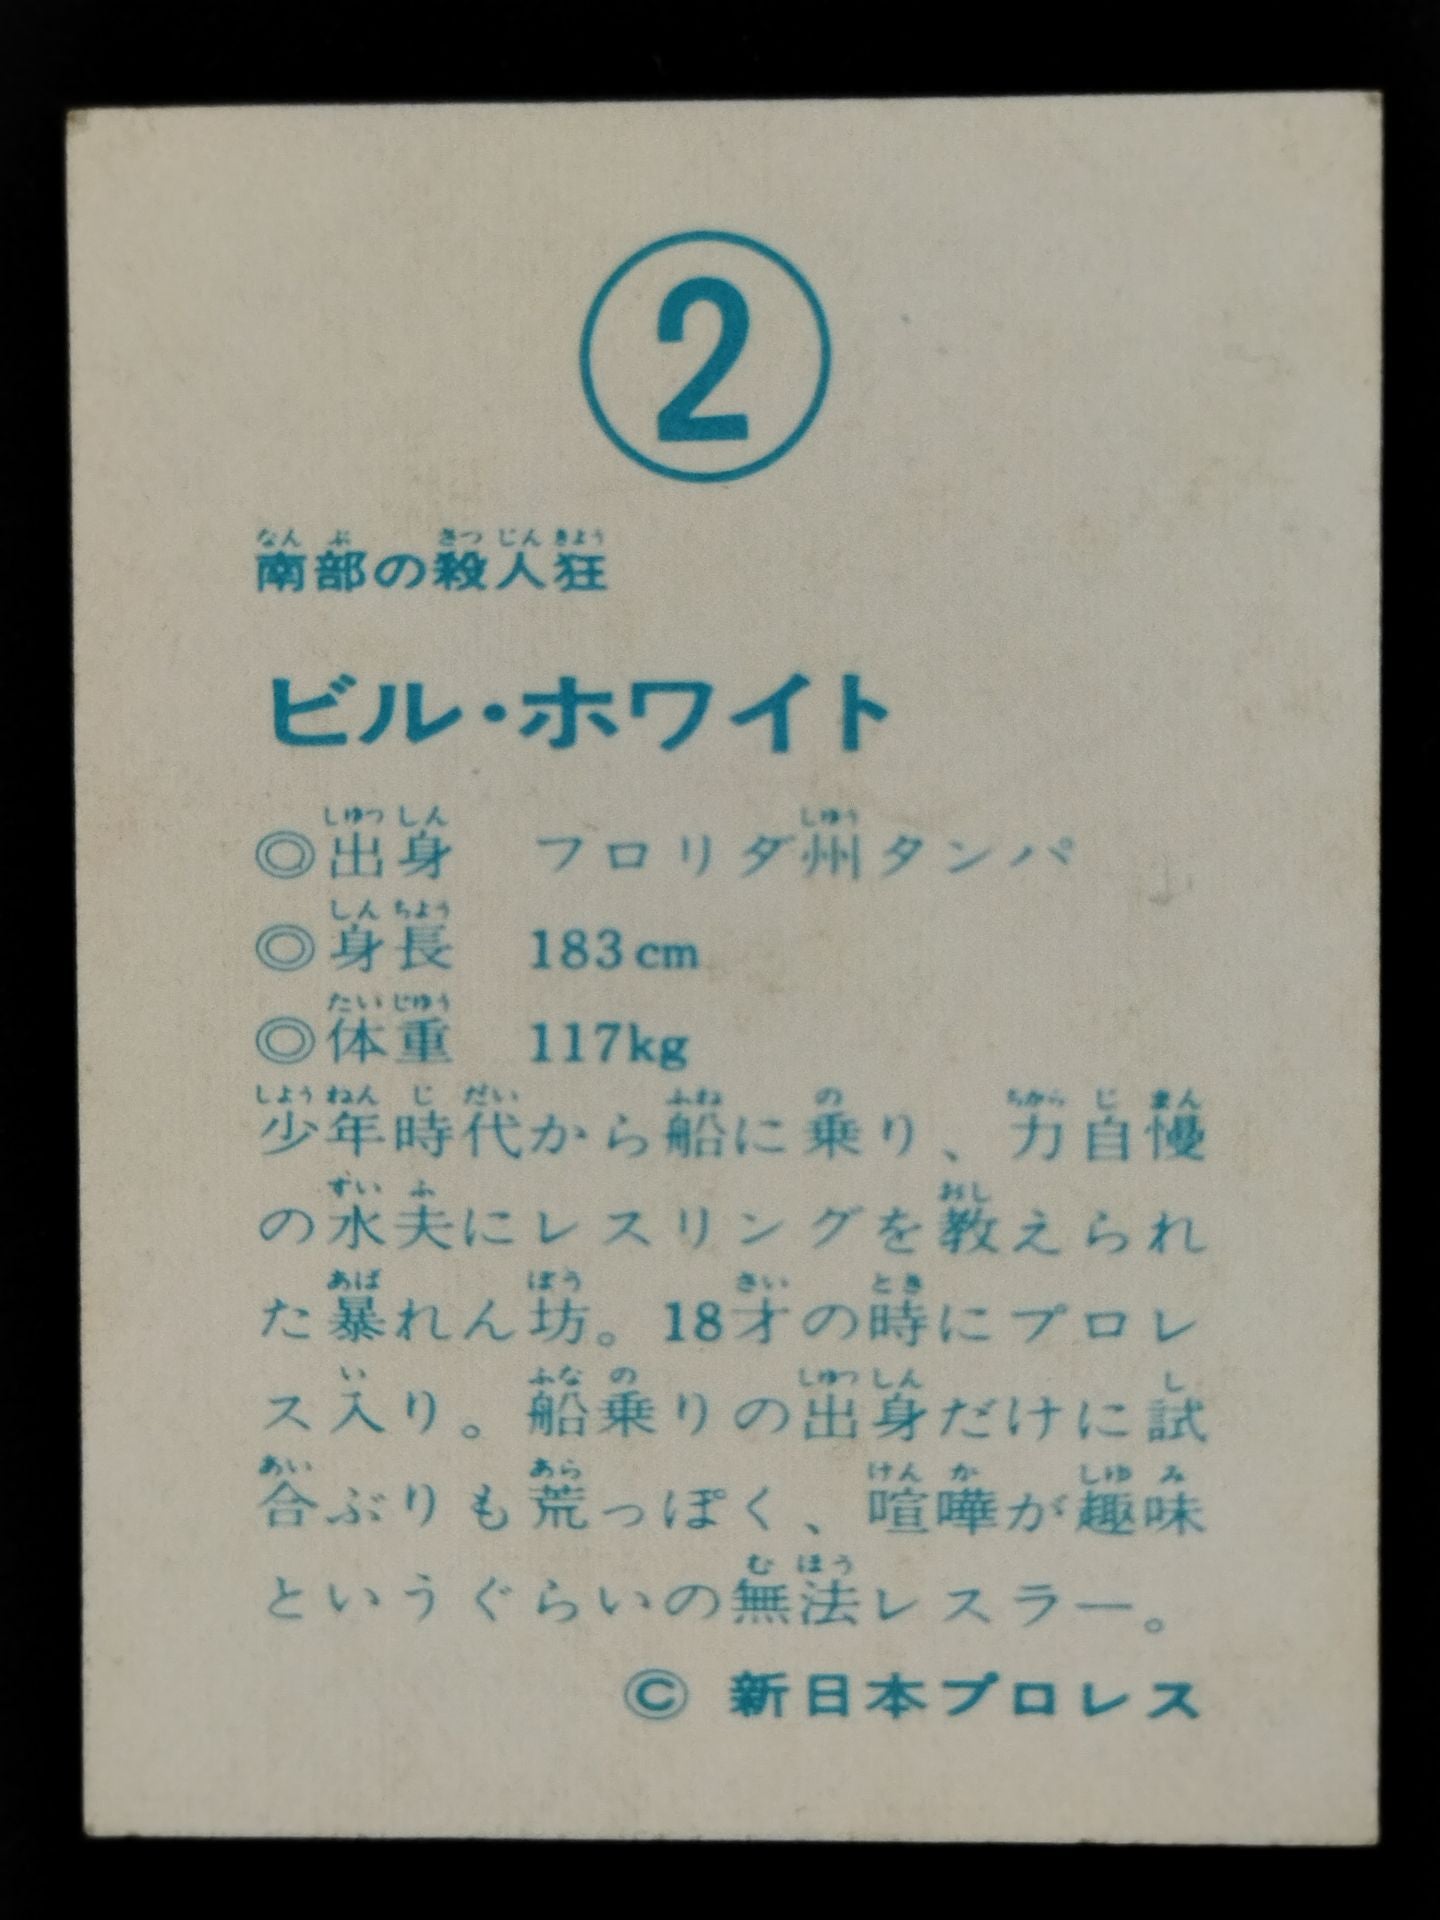 2
南部の殺人狂
ビル・ホワイト
◎出身 フロリダ州タンパ
◎身長 183cm
◎体重 117kg
少年時代から船に乗り、力自慢
の水夫にレスリングを教えられ
た暴れん坊。18才の時にプロレ
ス入り。船乗りの出身だけに試
合ぶりも荒っぽく、喧嘩が趣味
というぐらいの無法レスラー。
© 新日本プロレス